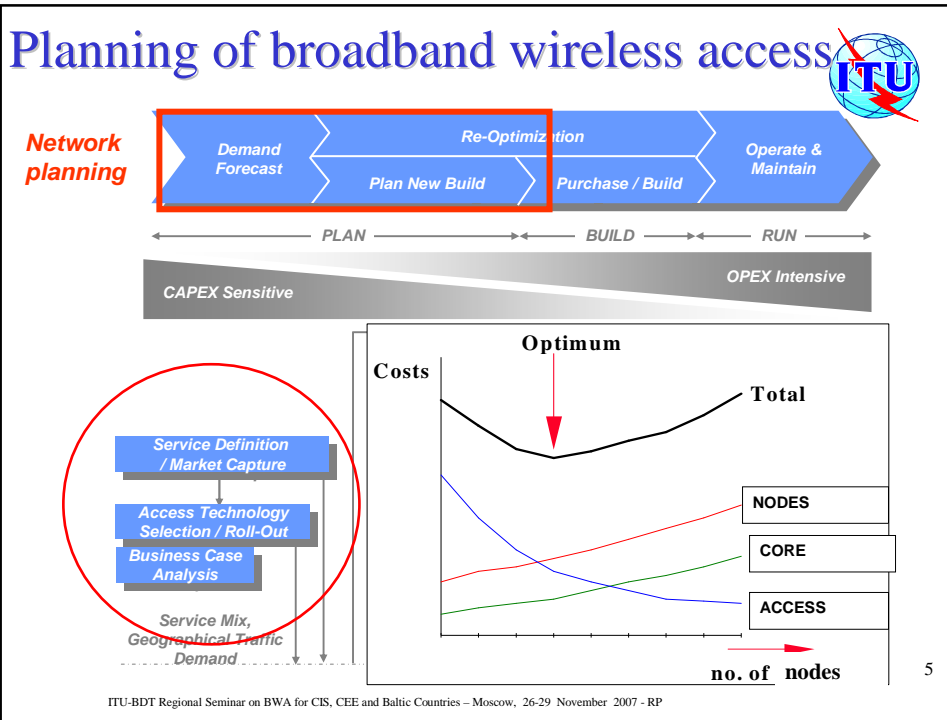 Planning of broadband wireless access
ITU
Network
planning
Demand
Forecast
Re-Optimization
Plan New Build
Purchase / Build
Operate &
Maintain
PLAN
BUILD
RUN
CAPEX Sensitive
OPEX Intensive
Service Definition
/ Market Capture
Access Technology
Selection / Roll-Out
Business Case
Analysis
Service Mix,
Geographical Traffic
Demand
Optimum
Costs
Total
NODES
CORE
ACCESS
no. of nodes
5
ITU-BDT Regional Seminar on BWA for CIS, CEE and Baltic Countries – Moscow, 26-29 November 2007 - RP